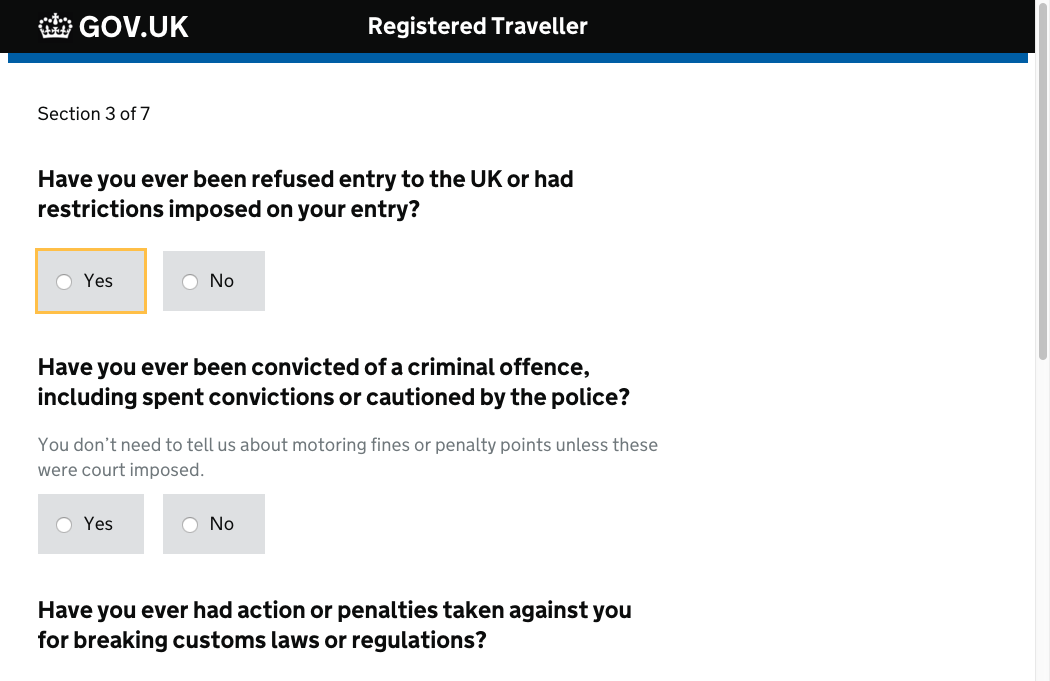 GOV.UK Registered Traveller
Section 3 of 7
Have you ever been refused entry to the UK or had
restrictions imposed on your entry?
Yes No
Have you ever been convicted of a criminal offence,
including spent convictions or cautioned by the police?
You don’t need to tell us about motoring fines or penalty points unless these
were court imposed.
Yes No
Have you ever had action or penalties taken against you
for breaking customs laws or regulations?